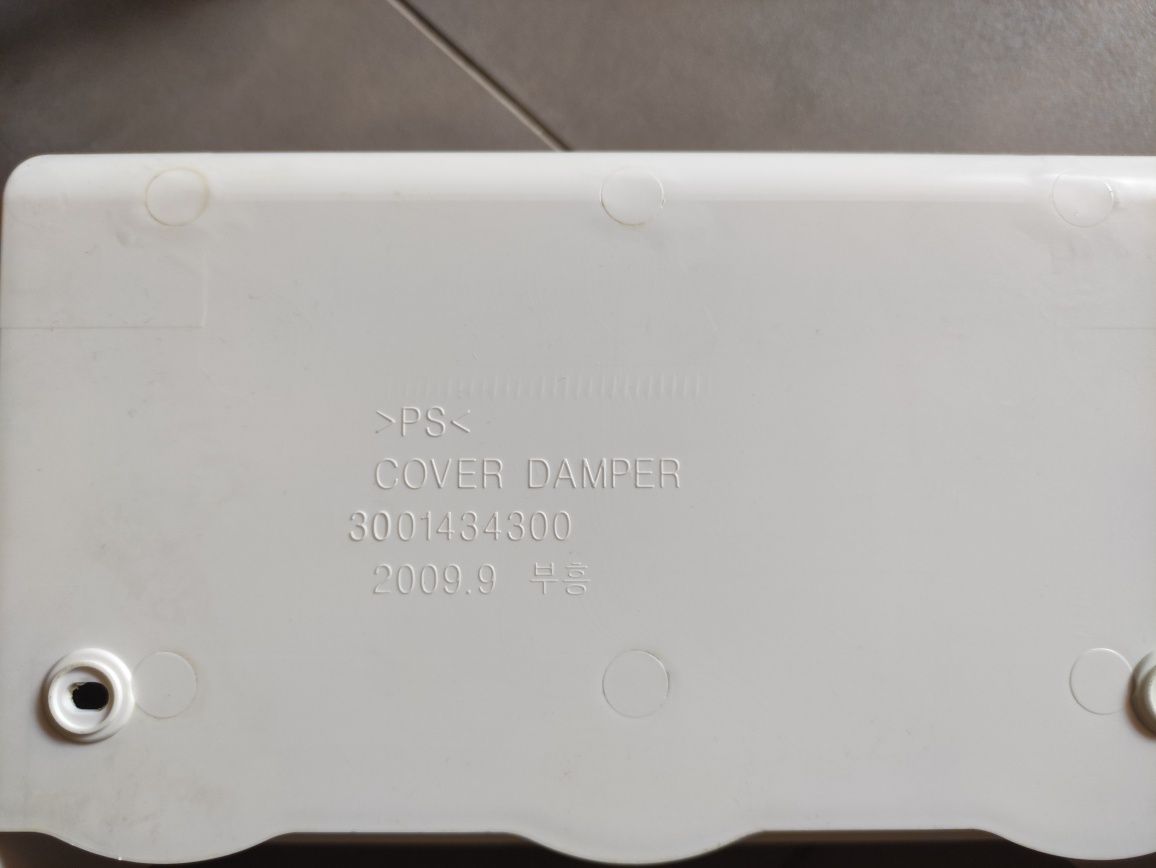 >PS<
COVER DAMPER
3001434300
2009.9 부흥